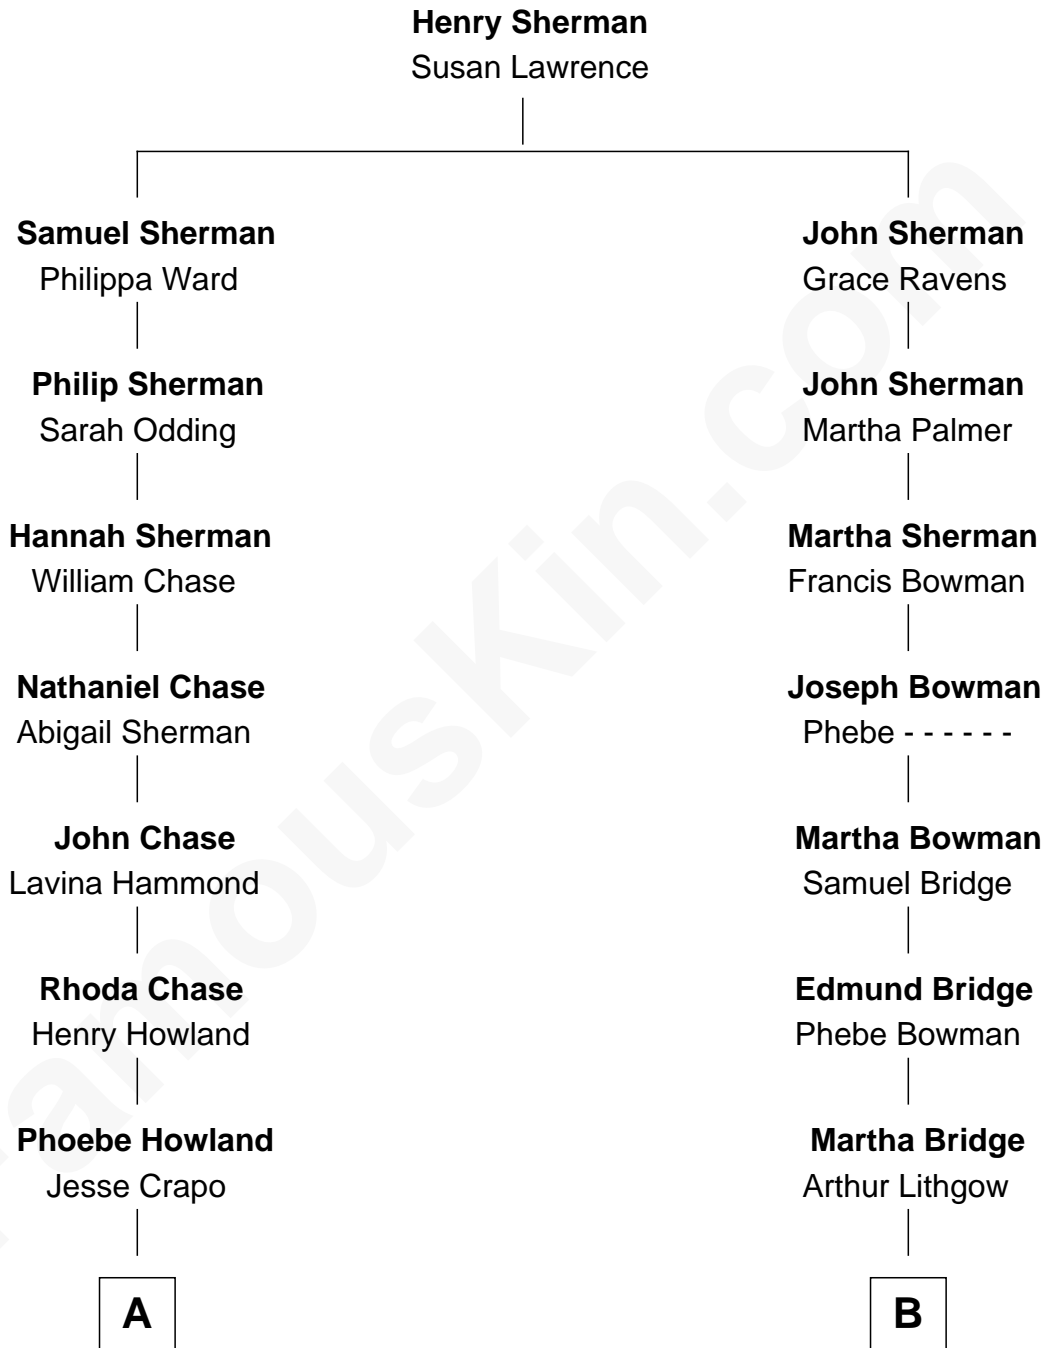 Henry Sherman
Susan Lawrence
Samuel Sherman
Philippa Ward
John Sherman
Grace Ravens
Philip Sherman
Sarah Odding
John Sherman
Martha Palmer
Hannah Sherman
William Chase
Martha Sherman
Francis Bowman
Nathaniel Chase
Abigail Sherman
Joseph Bowman
Phebe - - - - - -
John Chase
Lavina Hammond
Martha Bowman
Samuel Bridge
Rhoda Chase
Henry Howland
Edmund Bridge
Phebe Bowman
Phoebe Howland
Jesse Crapo
Martha Bridge
Arthur Lithgow
A
B
FamousKin.com